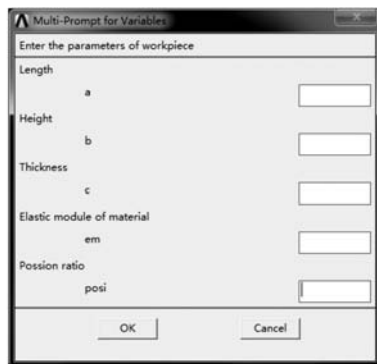 Multi-Prompt for Variables
Enter the parameters of workpiece
Length
a
Height
b
Thickness
c
Elastic module of material
em
Possion ratio
posi
OK Cancel